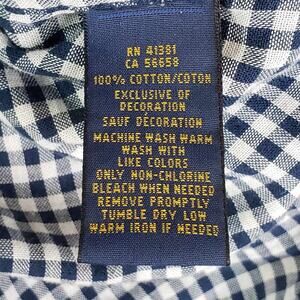 RN 41381
CA 56658
100% COTTON/COTON
EXCLUSIVE OF
DECORATION
SAUF DÉCORATION
MACHINE WASH WARM
WASH WITH
LIKE COLORS
ONLY NON-CHLORINE
BLEACH WHEN NEEDED
REMOVE PROMPTLY
TUMBLE DRY LOW
WARM IRON IF NEEDED